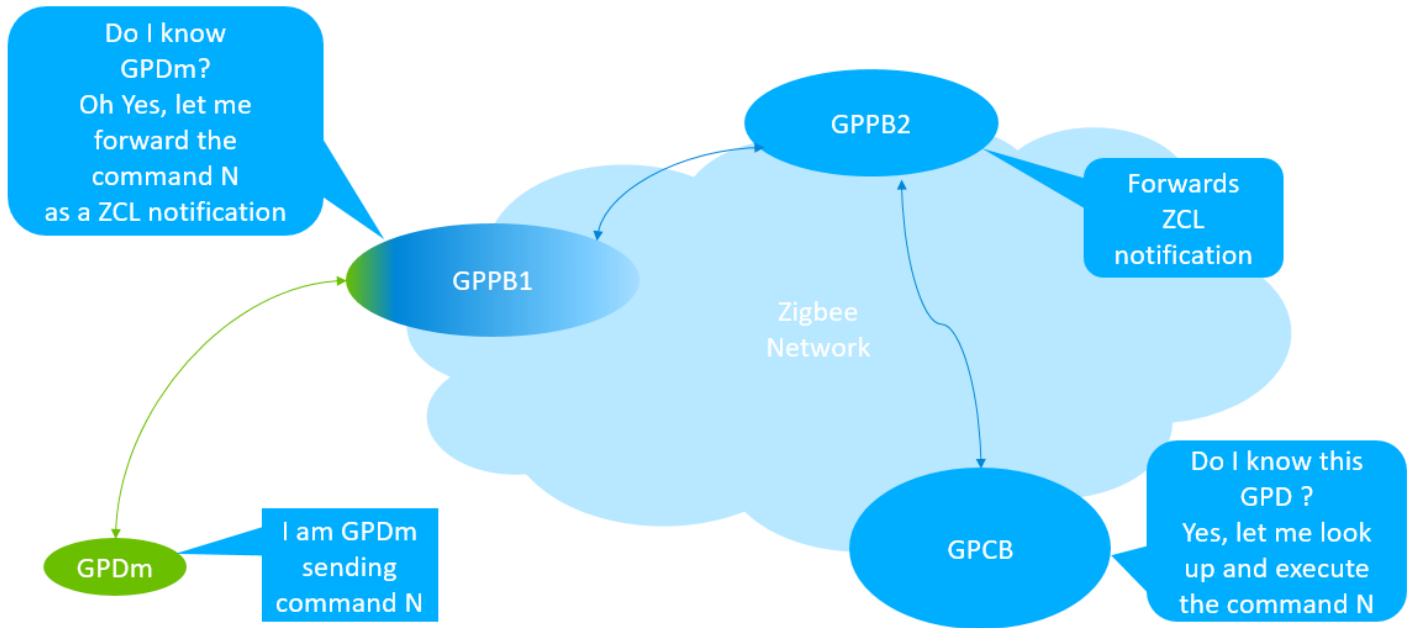 Do I know
GPDm?
Oh Yes, let me
forward the
command N
as a ZCL notification
GPPB2
Forwards
ZCL
notification
GPPB1
Zigbee
Network
Do I know this
GPD ?
Yes, let me look
up and execute
the command N
I am GPDm
sending
command N
GPCB
GPDm